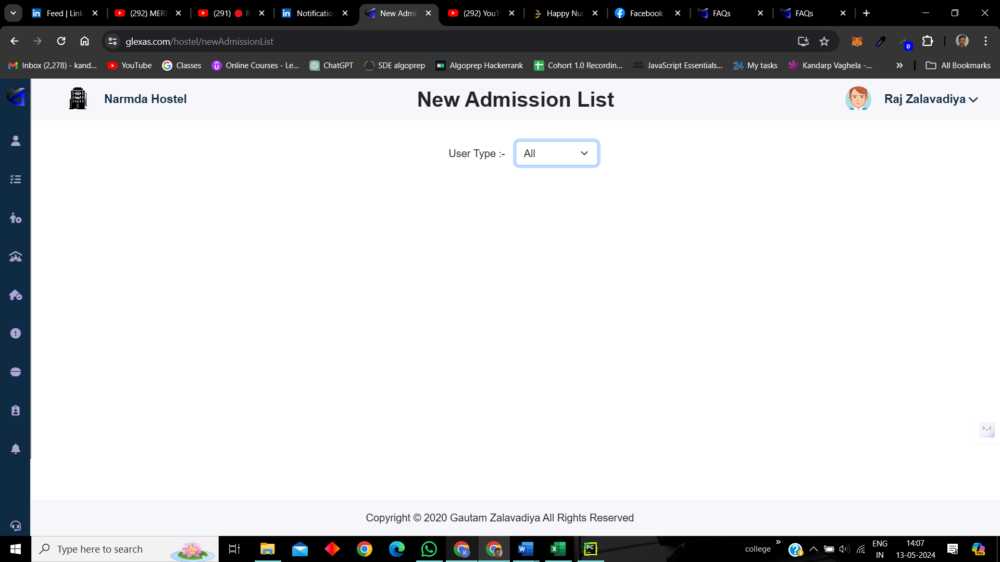 Feed | Link
(292) MER
(291)
Notificatio
New Admi
(292) YouT
Happy Nu
Facebook
FAQs
FAQs
glexas.com/hostel/newAdmissionList
0
Inbox (2,278) - kand...
YouTube
Classes
Online Courses - Le...
ChatGPT
SDE algoprep
Algoprep Hackerrank
Cohort 1.0 Recordin...
JavaScript Essentials...
24
My tasks
Kandarp Vaghela -...
All Bookmarks
Narmda Hostel
New Admission List
Raj Zalavadiya
User Type :-
All
Copyright © 2020 Gautam Zalavadiya All Rights Reserved
Type here to search
college
ENG
IN
14:07
13-05-2024